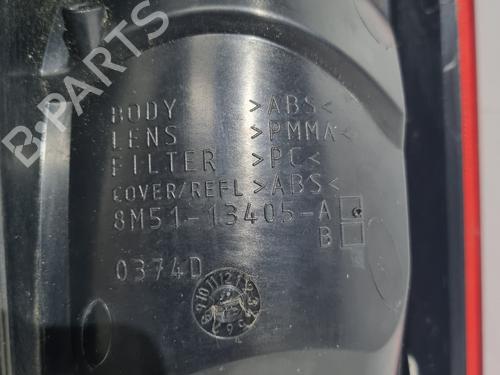 B-PARTS
BODY >ABS<
LENS >PMMA<
FILTER >PC<
COVER/REFL >ABS<
8M51-13405-A
B
0374D